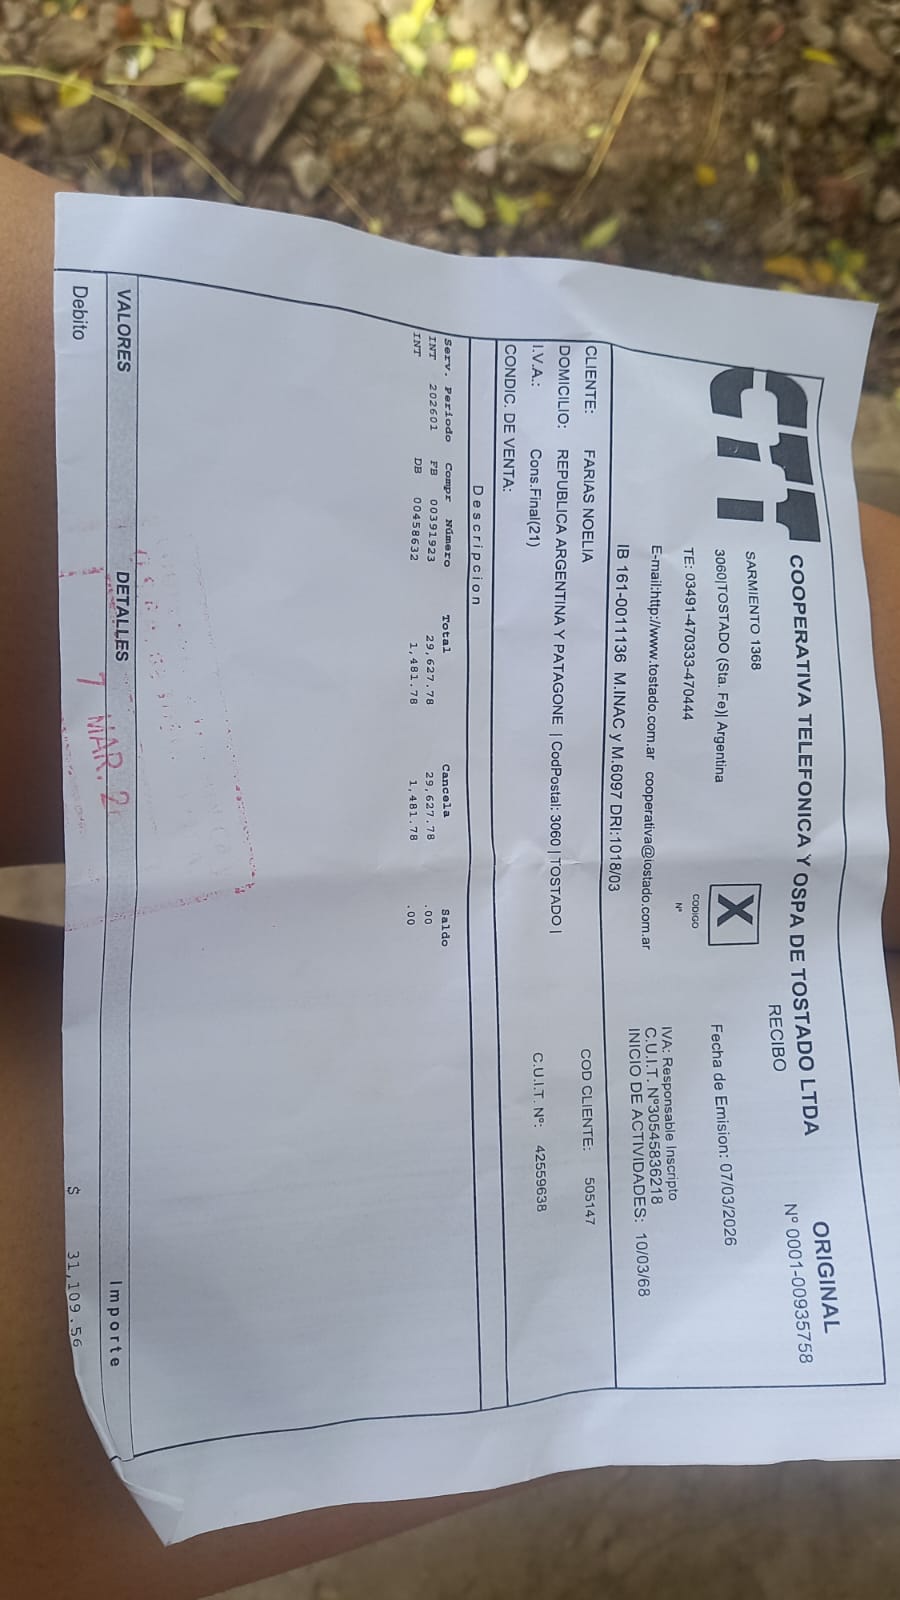 CTT
COOPERATIVA TELEFONICA Y OSPA DE TOSTADO LTDA
ORIGINAL
RECIBO
Nº 0001-00935758
SARMIENTO 1368
3060|TOSTADO (Sta. Fe)| Argentina
TE: 03491-470333-470444
E-mail:http://www.tostado.com.ar cooperativa@tostado.com.ar
IB 161-0011136 M.INAC y M.6097 DRI:1018/03
X
CODIGO
Nº
Fecha de Emision: 07/03/2026
IVA: Responsable Inscripto
C.U.I.T. Nº30545836218
INICIO DE ACTIVIDADES: 10/03/68
CLIENTE: FARIAS NOELIA COD CLIENTE: 505147
DOMICILIO: REPUBLICA ARGENTINA Y PATAGONE | CodPostal: 3060 | TOSTADO |
I.V.A.: Cons.Final(21) C.U.I.T. Nº: 42559638
CONDIC. DE VENTA:
Descripcion
Serv. Periodo Compr Número Total Cancela Saldo
INT 202601 FB 00391923 29,627.78 29,627.78 .00
INT DB 00458632 1,481.78 1,481.78 .00
VALORES DETALLES Importe
Debito $ 31,109.56
7 MAR. 2